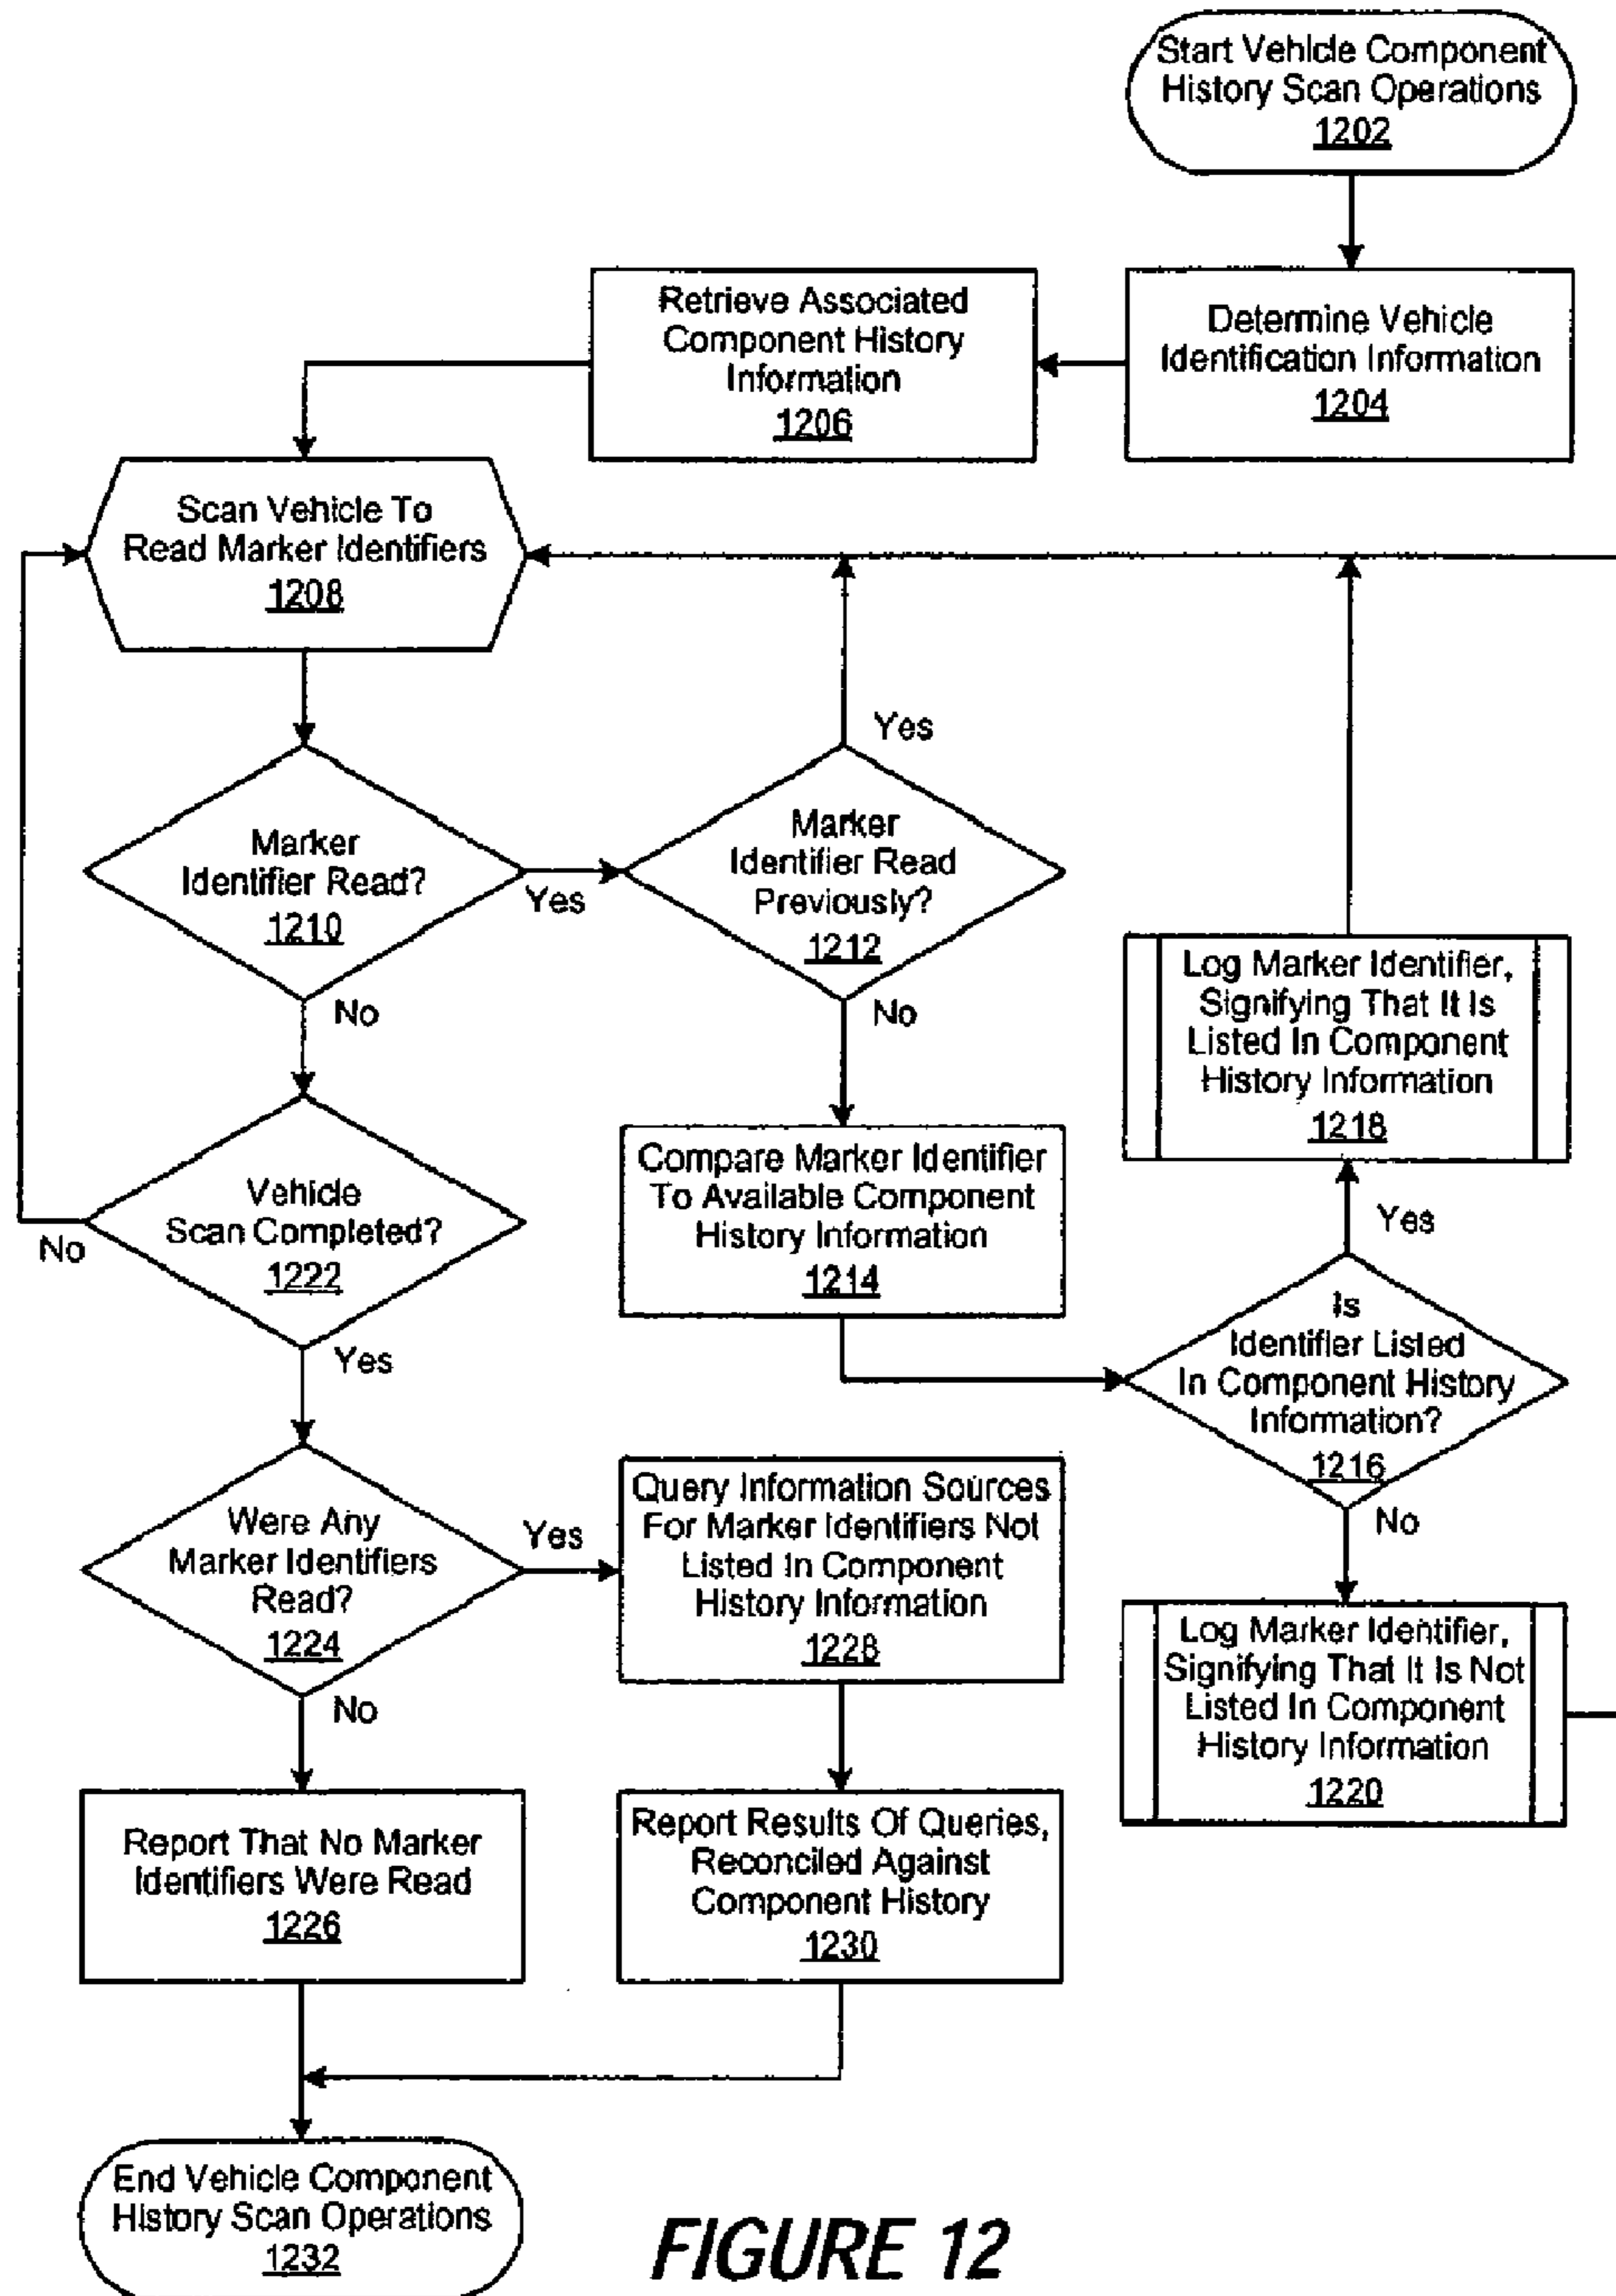 Start Vehicle Component
History Scan Operations
1202
Determine Vehicle
Identification Information
1204
Retrieve Associated
Component History
Information
1206
Scan Vehicle To
Read Marker Identifiers
1208
Marker
Identifier Read?
1210
Yes
No
Marker
Identifier Read
Previously?
1212
Yes
No
Compare Marker Identifier
To Available Component
History Information
1214
Is
Identifier Listed
In Component History
Information?
1216
Yes
No
Log Marker Identifier,
Signifying That It Is
Listed In Component
History Information
1218
Log Marker Identifier,
Signifying That It Is Not
Listed In Component
History Information
1220
Vehicle
Scan Completed?
1222
No
Yes
Were Any
Marker Identifiers
Read?
1224
Yes
No
Report That No Marker
Identifiers Were Read
1226
Query Information Sources
For Marker Identifiers Not
Listed In Component
History Information
1228
Report Results Of Queries,
Reconciled Against
Component History
1230
End Vehicle Component
History Scan Operations
1232
FIGURE 12